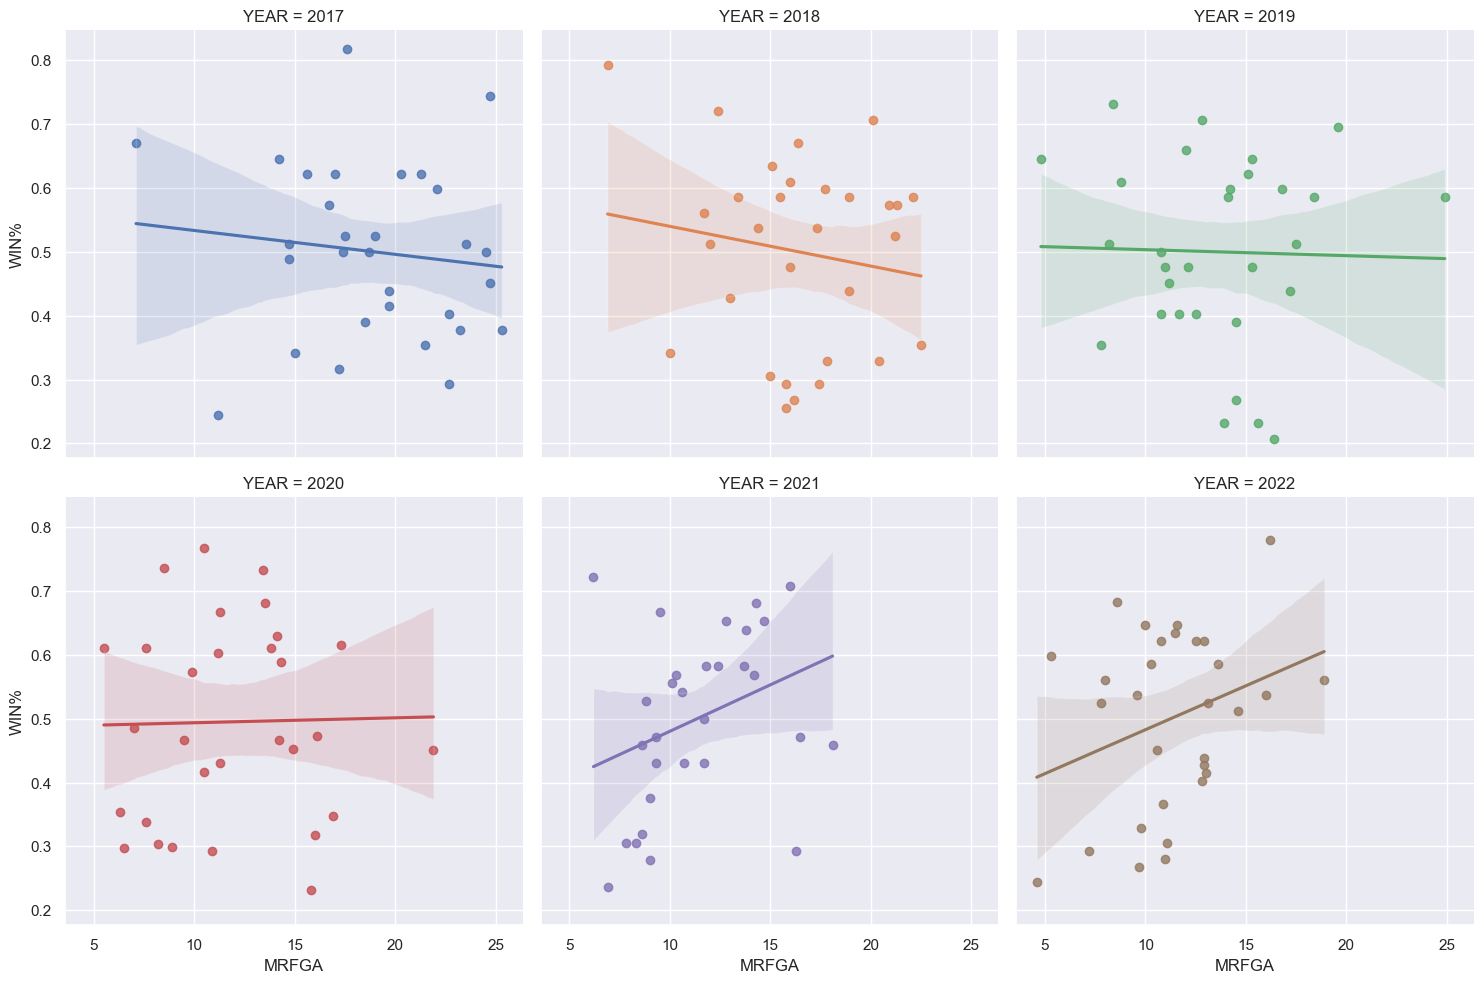 YEAR = 2017
YEAR = 2018
YEAR = 2019
WIN%
0.8
0.7
0.6
0.5
0.4
0.3
0.2
YEAR = 2020
YEAR = 2021
YEAR = 2022
WIN%
0.8
0.7
0.6
0.5
0.4
0.3
0.2
5 10 15 20 25
5 10 15 20 25
5 10 15 20 25
MRFGA
MRFGA
MRFGA